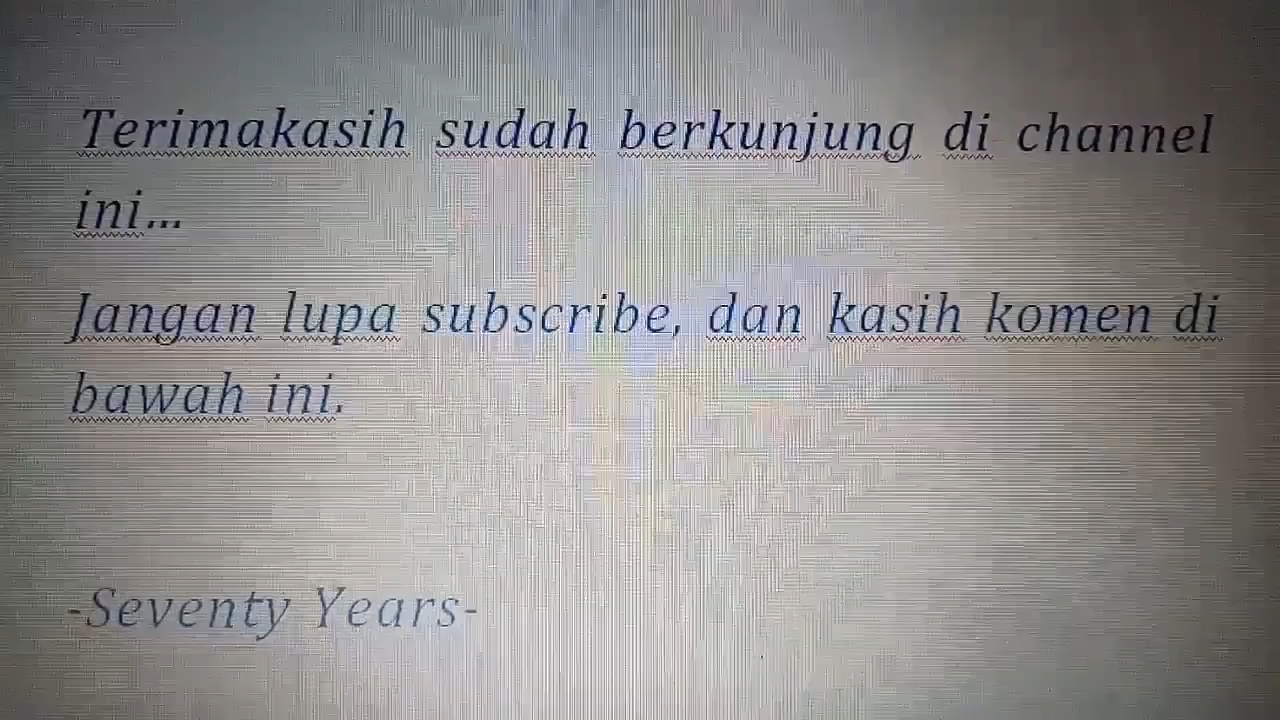 Terimakasih sudah berkunjung di channel
ini...
Jangan lupa subscribe, dan kasih komen di
bawah ini.
-Seventy Years-